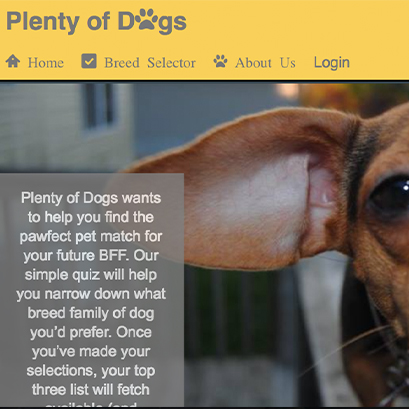 Plenty of Dogs
Home Breed Selector About Us Login
Plenty of Dogs wants
to help you find the
pawfect pet match for
your future BFF. Our
simple quiz will help
you narrow down what
breed family of dog
you'd prefer. Once
you've made your
selections, your top
three list will fetch
available (and